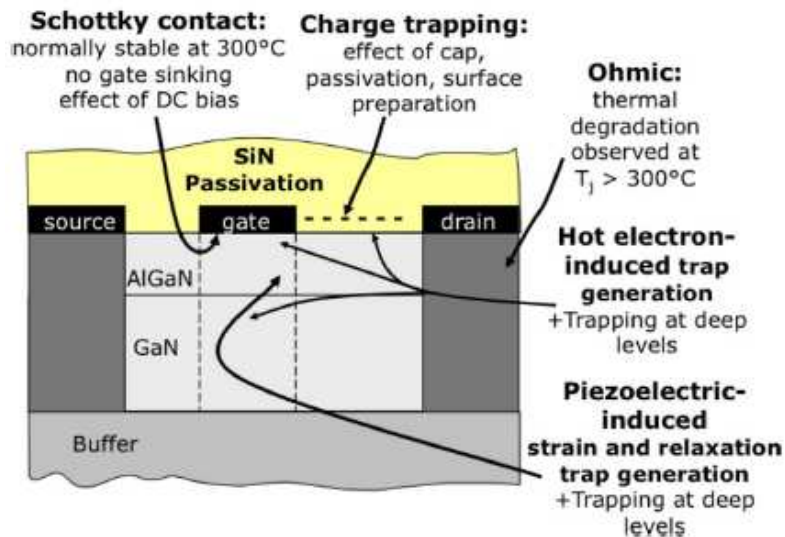 Schottky contact:
normally stable at 300°C
no gate sinking
effect of DC bias
Charge trapping:
effect of cap,
passivation, surface
preparation
Ohmic:
thermal
degradation
observed at
Tj > 300°C
SiN
Passivation
source
gate
drain
AlGaN
GaN
Buffer
Hot electron-
induced trap
generation
+Trapping at deep
levels
Piezoelectric-
induced
strain and relaxation
trap generation
+Trapping at deep
levels